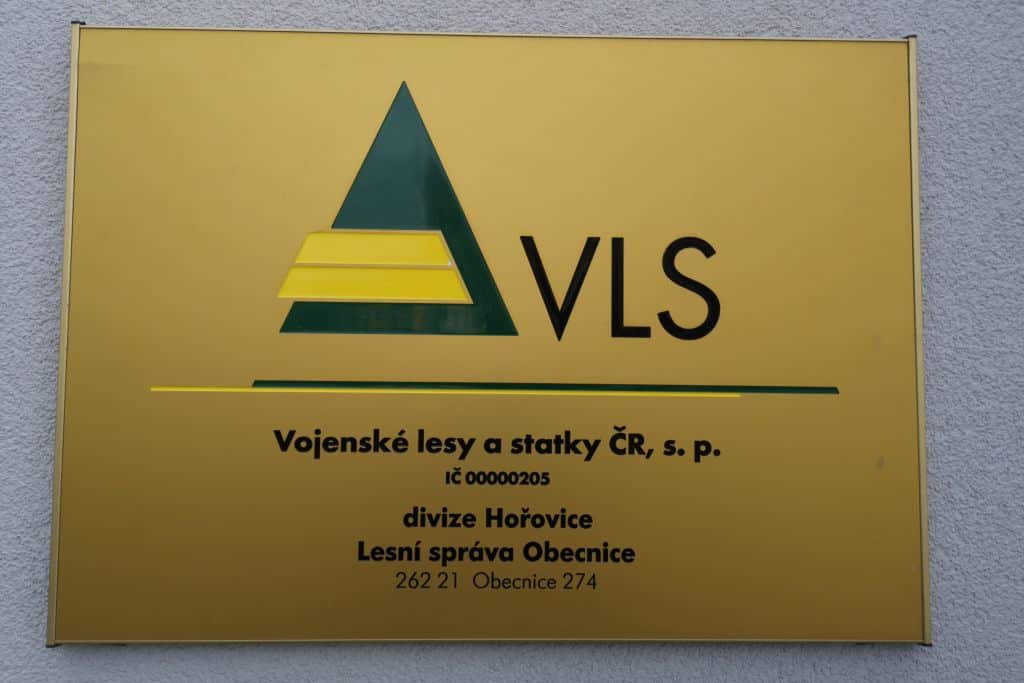 VLS
Vojenské lesy a statky ČR, s. p.
IČ 00000205
divize Hořovice
Lesní správa Obecnice
262 21 Obecnice 274